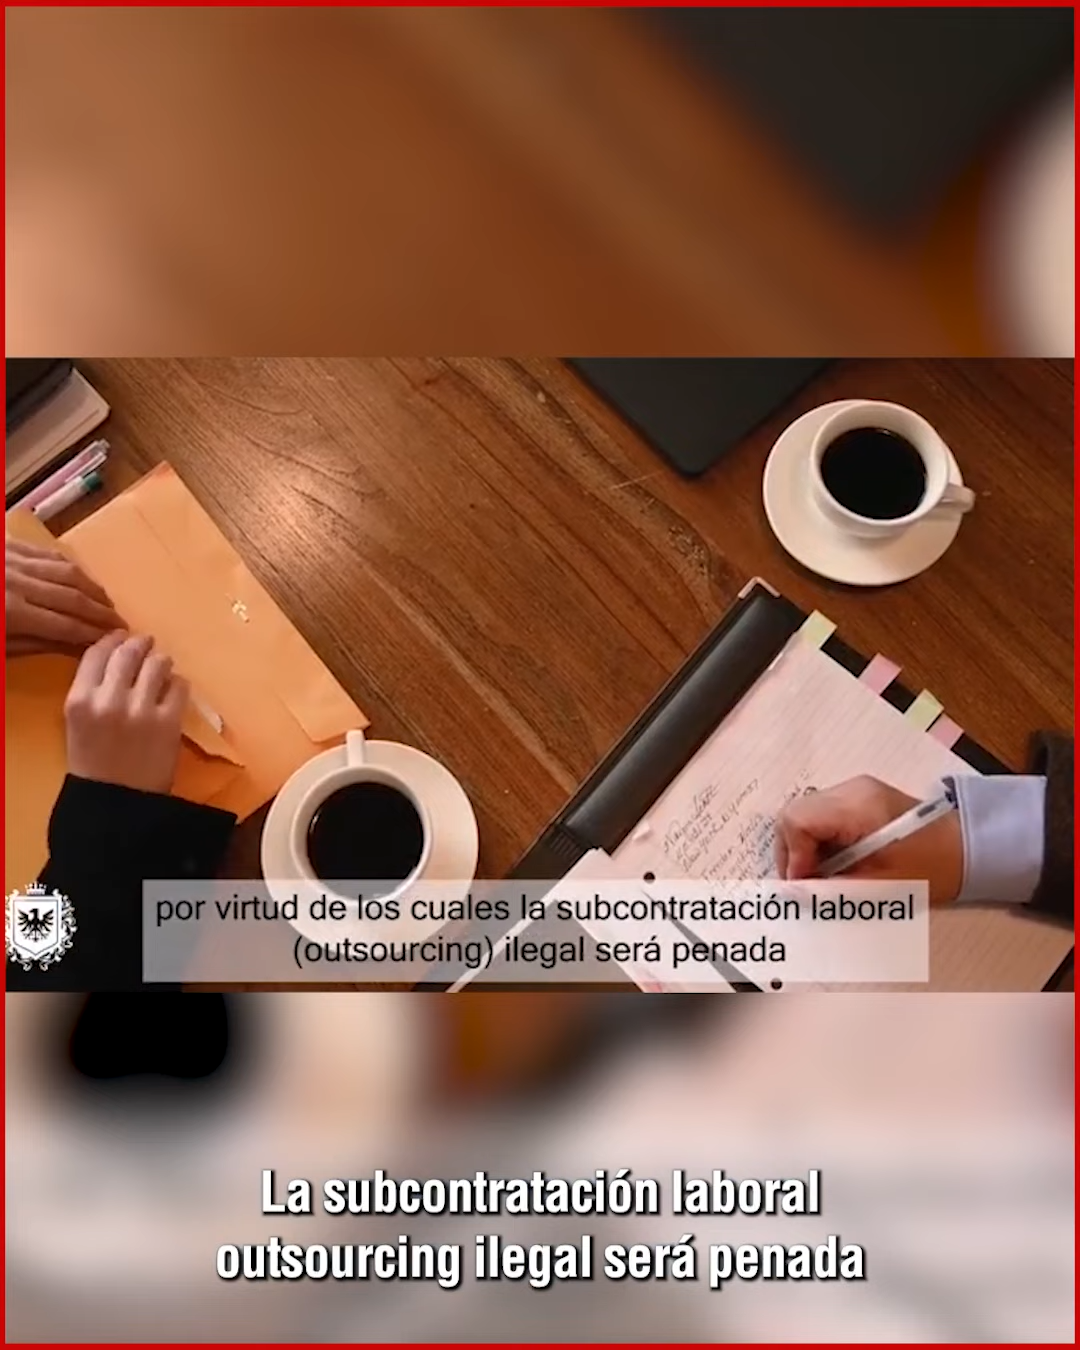 por virtud de los cuales la subcontratación laboral
(outsourcing) ilegal será penada
La subcontratación laboral
outsourcing ilegal será penada